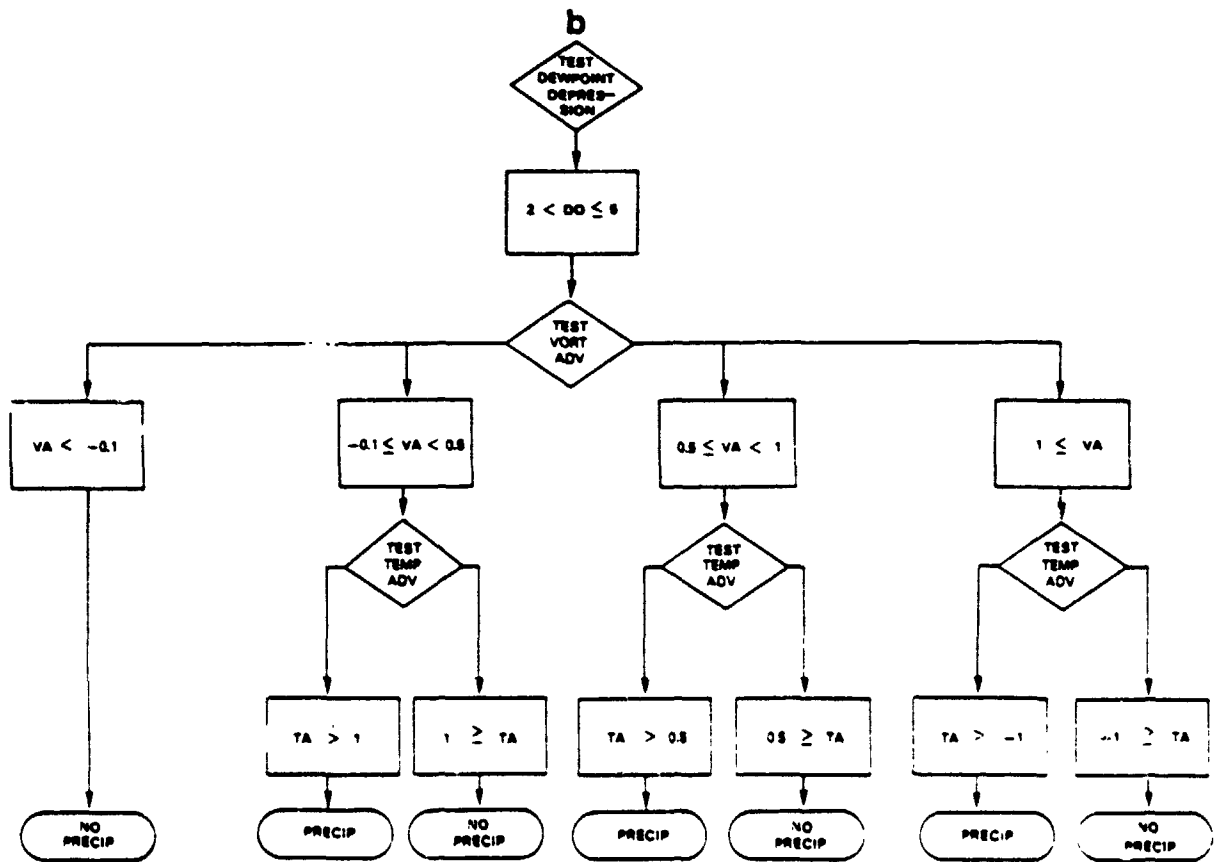 b
TEST
DEWPOINT
DEPRES-
SION
2 < DD ≤ 5
TEST
VORT
ADV
VA < -0.1
-0.1 ≤ VA < 0.5
0.5 ≤ VA < 1
1 ≤ VA
TEST
TEMP
ADV
TEST
TEMP
ADV
TEST
TEMP
ADV
TA > 1
1 ≥ TA
TA > 0.5
0.5 ≥ TA
TA > -1
-1 ≥ TA
NO
PRECIP
PRECIP
NO
PRECIP
PRECIP
NO
PRECIP
PRECIP
NO
PRECIP